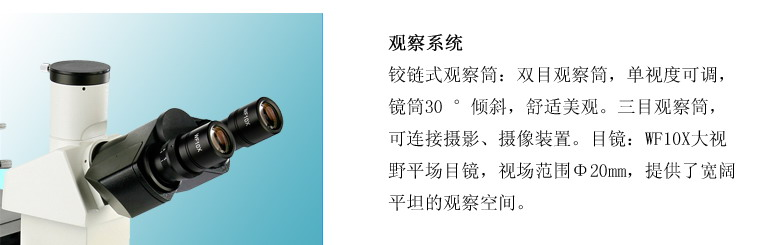 观察系统
铰链式观察筒：双目观察筒，单视度可调，
镜筒30 °倾斜，舒适美观。三目观察筒，
可连接摄影、摄像装置。目镜：WF10X大视
野平场目镜，视场范围Φ20mm，提供了宽阔
平坦的观察空间。
WF10X
WF10X